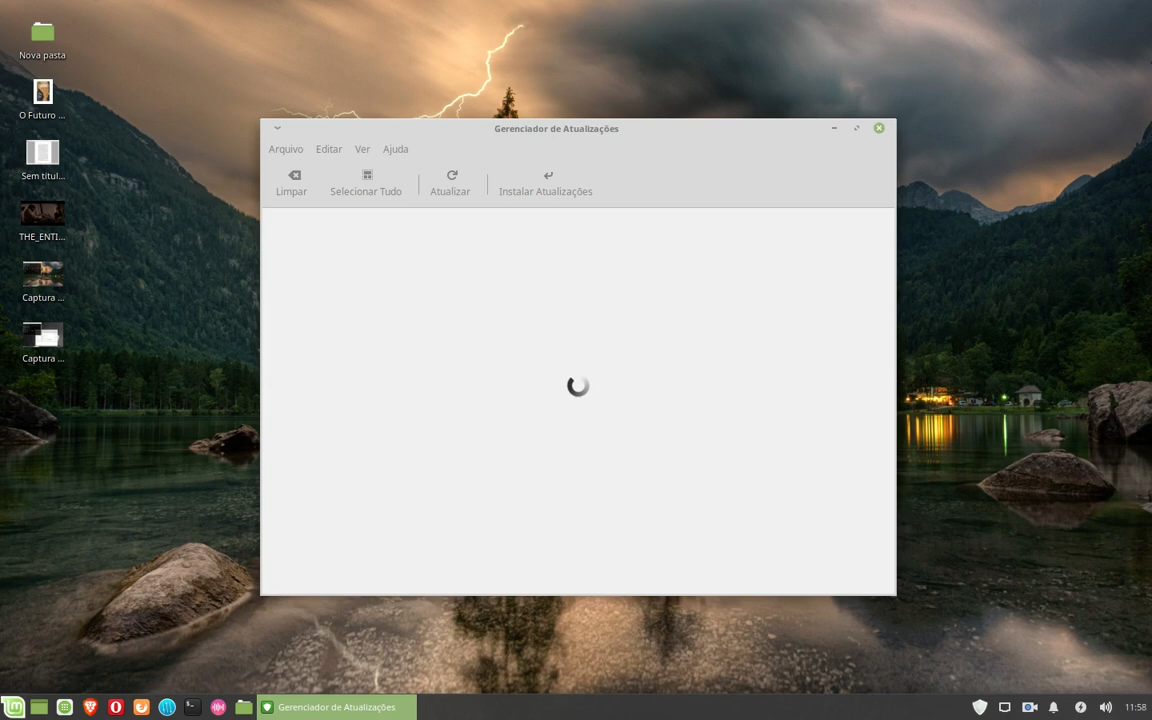 Nova pasta
O Futuro ...
Sem titul...
THE_ENTI...
Captura ...
Captura ...
Gerenciador de Atualizações
Arquivo Editar Ver Ajuda
Limpar Selecionar Tudo Atualizar Instalar Atualizações
Gerenciador de Atualizações
11:58